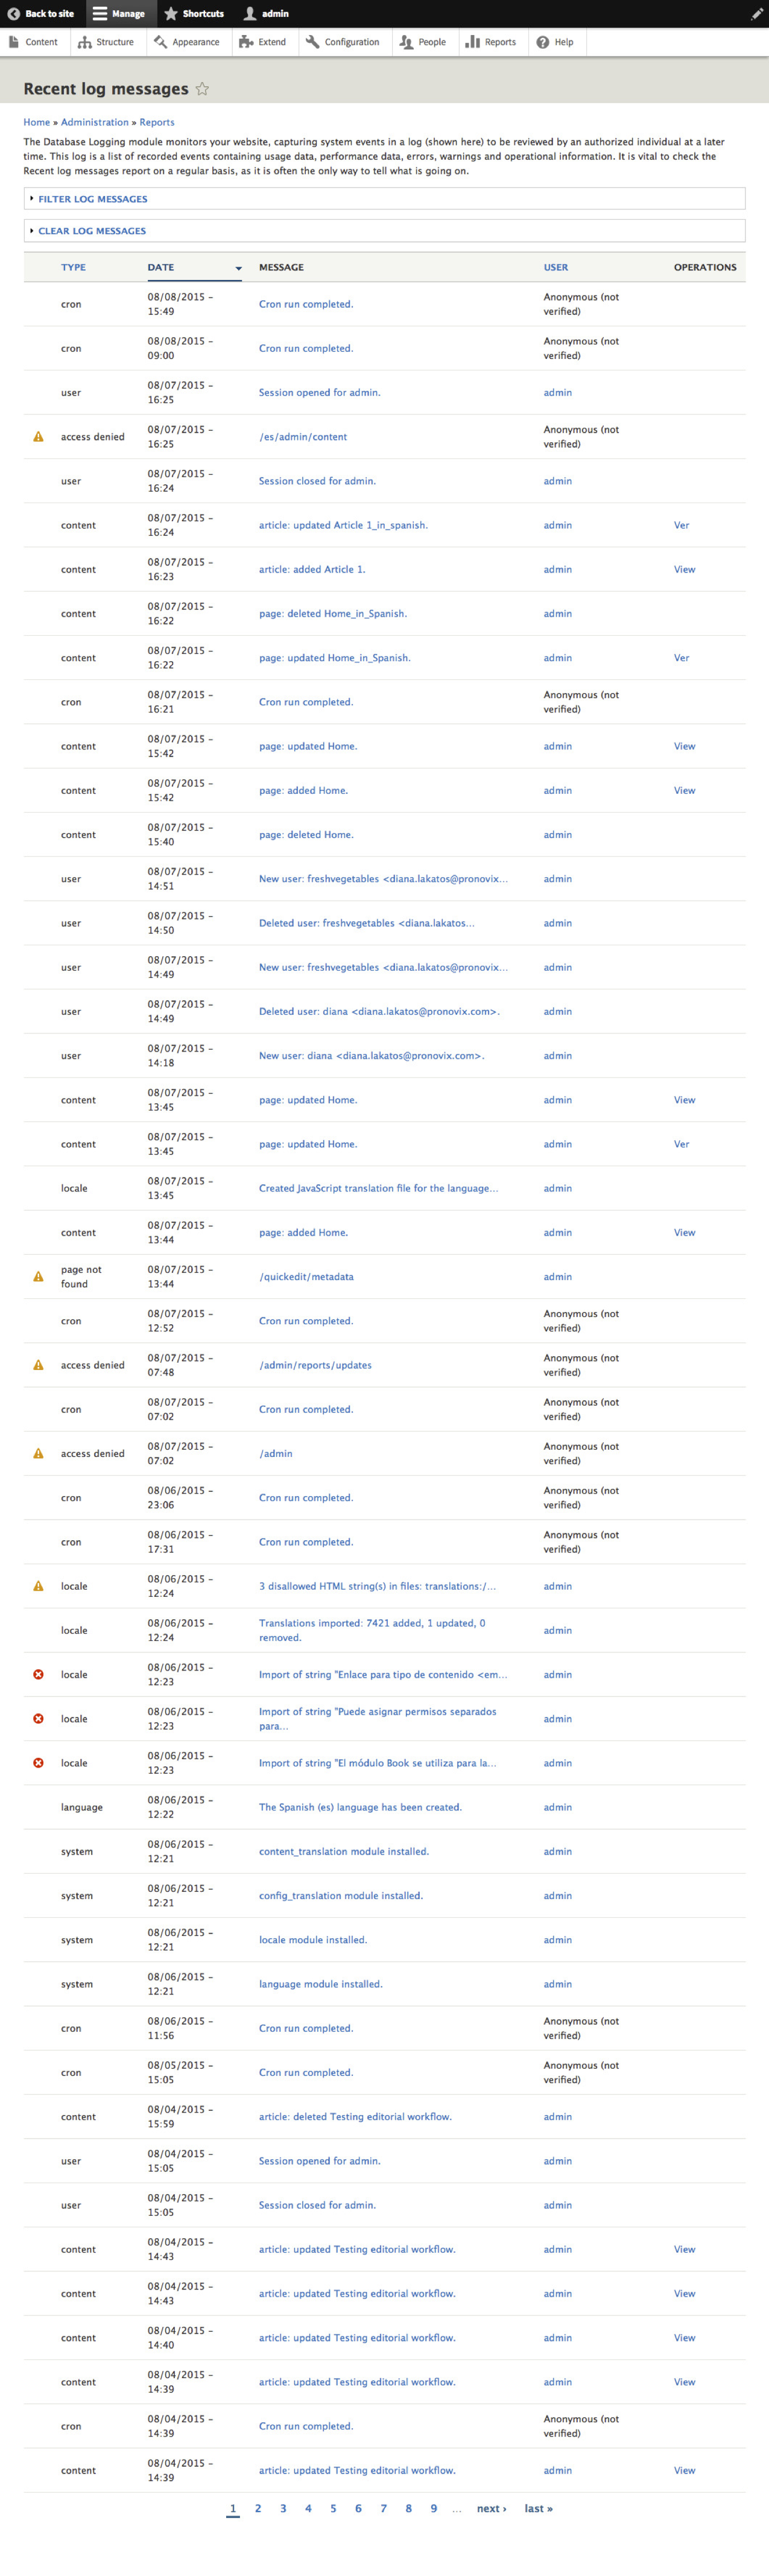 Back to site Manage Shortcuts admin
Content Structure Appearance Extend Configuration People Reports Help
Recent log messages
Home » Administration » Reports
The Database Logging module monitors your website, capturing system events in a log (shown here) to be reviewed by an authorized individual at a later
time. This log is a list of recorded events containing usage data, performance data, errors, warnings and operational information. It is vital to check the
Recent log messages report on a regular basis, as it is often the only way to tell what is going on.
FILTER LOG MESSAGES
CLEAR LOG MESSAGES
TYPE DATE MESSAGE USER OPERATIONS
cron 08/08/2015 - 15:49 Cron run completed. Anonymous (not verified)
cron 08/08/2015 - 09:00 Cron run completed. Anonymous (not verified)
user 08/07/2015 - 16:25 Session opened for admin. admin
access denied 08/07/2015 - 16:25 /es/admin/content Anonymous (not verified)
user 08/07/2015 - 16:24 Session closed for admin. admin
content 08/07/2015 - 16:24 article: updated Article 1_in_spanish. admin Ver
content 08/07/2015 - 16:23 article: added Article 1. admin View
content 08/07/2015 - 16:22 page: deleted Home_in_Spanish. admin
content 08/07/2015 - 16:22 page: updated Home_in_Spanish. admin Ver
cron 08/07/2015 - 16:21 Cron run completed. Anonymous (not verified)
content 08/07/2015 - 15:42 page: updated Home. admin View
content 08/07/2015 - 15:42 page: added Home. admin View
content 08/07/2015 - 15:40 page: deleted Home. admin
user 08/07/2015 - 14:51 New user: freshvegetables <diana.lakatos@pronovix... admin
user 08/07/2015 - 14:50 Deleted user: freshvegetables <diana.lakatos... admin
user 08/07/2015 - 14:49 New user: freshvegetables <diana.lakatos@pronovix... admin
user 08/07/2015 - 14:49 Deleted user: diana <diana.lakatos@pronovix.com>. admin
user 08/07/2015 - 14:18 New user: diana <diana.lakatos@pronovix.com>. admin
content 08/07/2015 - 13:45 page: updated Home. admin View
content 08/07/2015 - 13:45 page: updated Home. admin Ver
locale 08/07/2015 - 13:45 Created JavaScript translation file for the language... admin
content 08/07/2015 - 13:44 page: added Home. admin View
page not found 08/07/2015 - 13:44 /quickedit/metadata admin
cron 08/07/2015 - 12:52 Cron run completed. Anonymous (not verified)
access denied 08/07/2015 - 07:48 /admin/reports/updates Anonymous (not verified)
cron 08/07/2015 - 07:02 Cron run completed. Anonymous (not verified)
access denied 08/07/2015 - 07:02 /admin Anonymous (not verified)
cron 08/06/2015 - 23:06 Cron run completed. Anonymous (not verified)
cron 08/06/2015 - 17:31 Cron run completed. Anonymous (not verified)
locale 08/06/2015 - 12:24 3 disallowed HTML string(s) in files: translations:/... admin
locale 08/06/2015 - 12:24 Translations imported: 7421 added, 1 updated, 0 removed. admin
locale 08/06/2015 - 12:23 Import of string "Enlace para tipo de contenido <em... admin
locale 08/06/2015 - 12:23 Import of string "Puede asignar permisos separados para... admin
locale 08/06/2015 - 12:23 Import of string "El módulo Book se utiliza para la... admin
language 08/06/2015 - 12:22 The Spanish (es) language has been created. admin
system 08/06/2015 - 12:21 content_translation module installed. admin
system 08/06/2015 - 12:21 config_translation module installed. admin
system 08/06/2015 - 12:21 locale module installed. admin
system 08/06/2015 - 12:21 language module installed. admin
cron 08/06/2015 - 11:56 Cron run completed. Anonymous (not verified)
cron 08/05/2015 - 15:05 Cron run completed. Anonymous (not verified)
content 08/04/2015 - 15:59 article: deleted Testing editorial workflow. admin
user 08/04/2015 - 15:05 Session opened for admin. admin
user 08/04/2015 - 15:05 Session closed for admin. admin
content 08/04/2015 - 14:43 article: updated Testing editorial workflow. admin View
content 08/04/2015 - 14:43 article: updated Testing editorial workflow. admin View
content 08/04/2015 - 14:40 article: updated Testing editorial workflow. admin View
content 08/04/2015 - 14:39 article: updated Testing editorial workflow. admin View
cron 08/04/2015 - 14:39 Cron run completed. Anonymous (not verified)
content 08/04/2015 - 14:39 article: updated Testing editorial workflow. admin View
1 2 3 4 5 6 7 8 9 ... next › last »